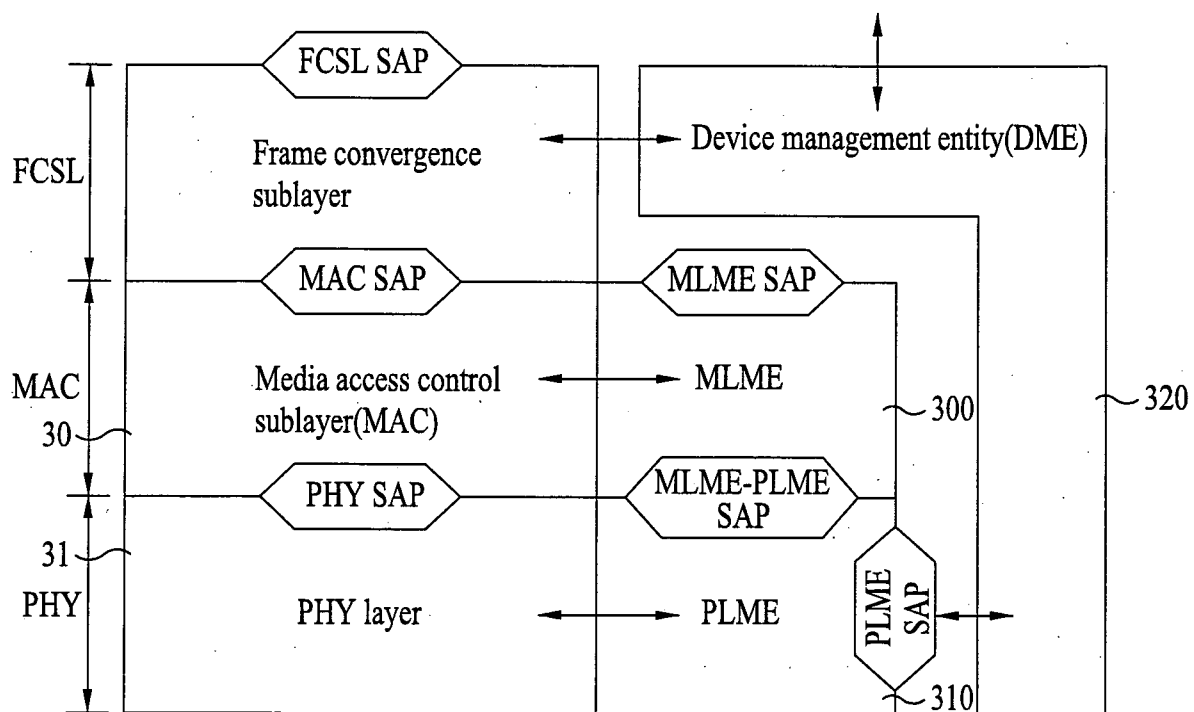 FCSL SAP
FCSL
Frame convergence
sublayer
Device management entity(DME)
MAC SAP
MLME SAP
MAC
30
Media access control
sublayer(MAC)
MLME
300
320
PHY SAP
MLME-PLME
SAP
31
PHY
PHY layer
PLME
PLME
SAP
310